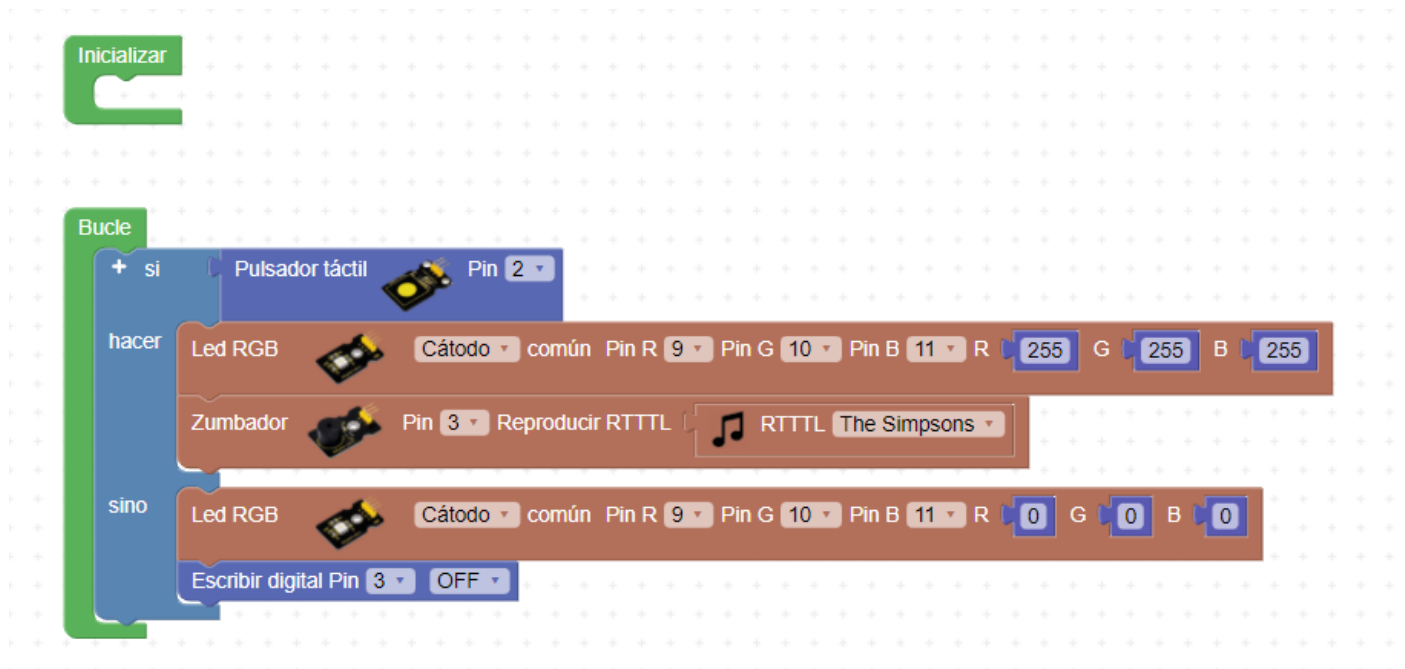 Inicializar
Bucle
+ si Pulsador táctil Pin 2
hacer Led RGB Cátodo común Pin R 9 Pin G 10 Pin B 11 R 255 G 255 B 255
Zumbador Pin 3 Reproducir RTTTL RTTTL The Simpsons
sino Led RGB Cátodo común Pin R 9 Pin G 10 Pin B 11 R 0 G 0 B 0
Escribir digital Pin 3 OFF